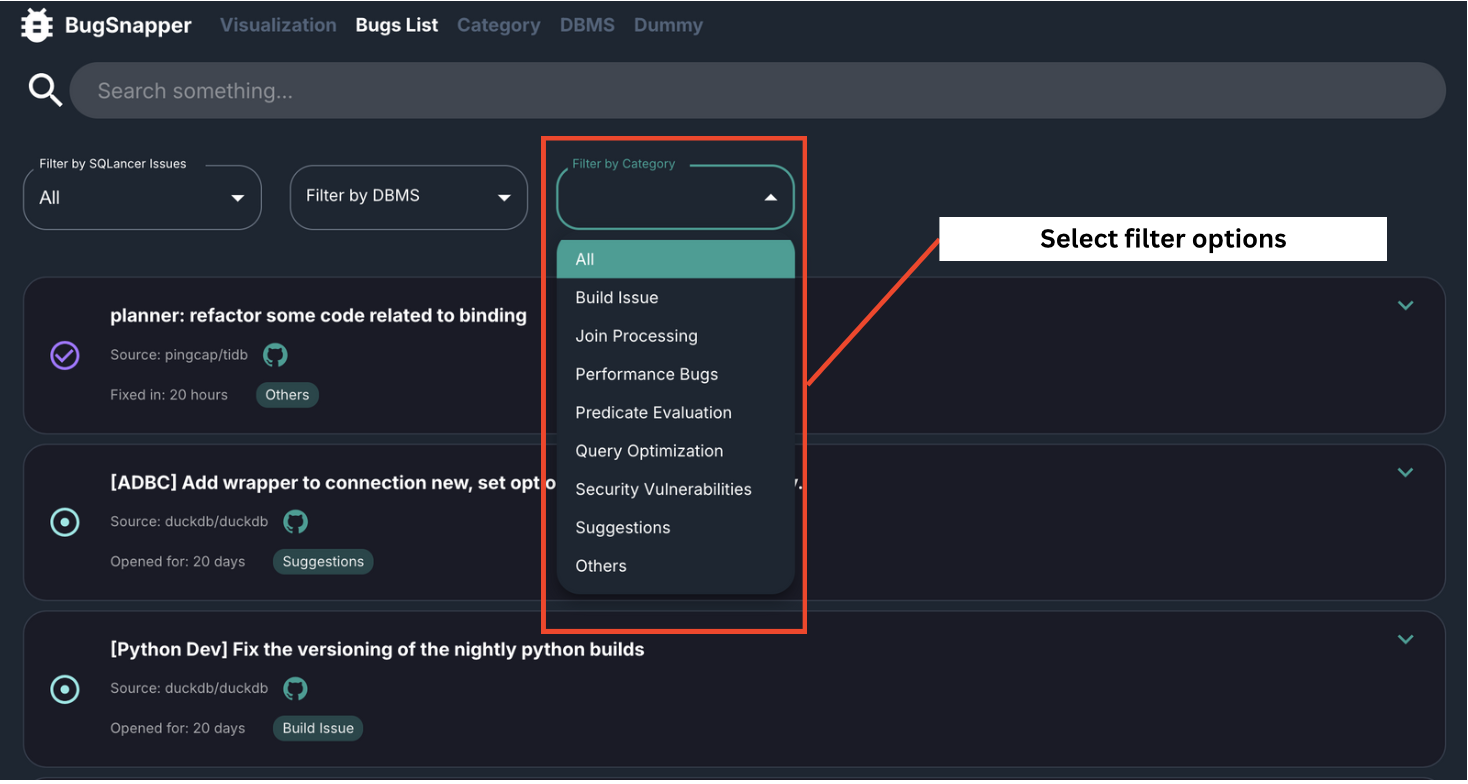 BugSnapper Visualization Bugs List Category DBMS Dummy
Search something...
Filter by SQLancer Issues
All
Filter by DBMS
Filter by Category
Select filter options
All
Build Issue
Join Processing
Performance Bugs
Predicate Evaluation
Query Optimization
Security Vulnerabilities
Suggestions
Others
planner: refactor some code related to binding
Source: pingcap/tidb
Fixed in: 20 hours Others
[ADBC] Add wrapper to connection new, set optio
Source: duckdb/duckdb
Opened for: 20 days Suggestions
[Python Dev] Fix the versioning of the nightly python builds
Source: duckdb/duckdb
Opened for: 20 days Build Issue